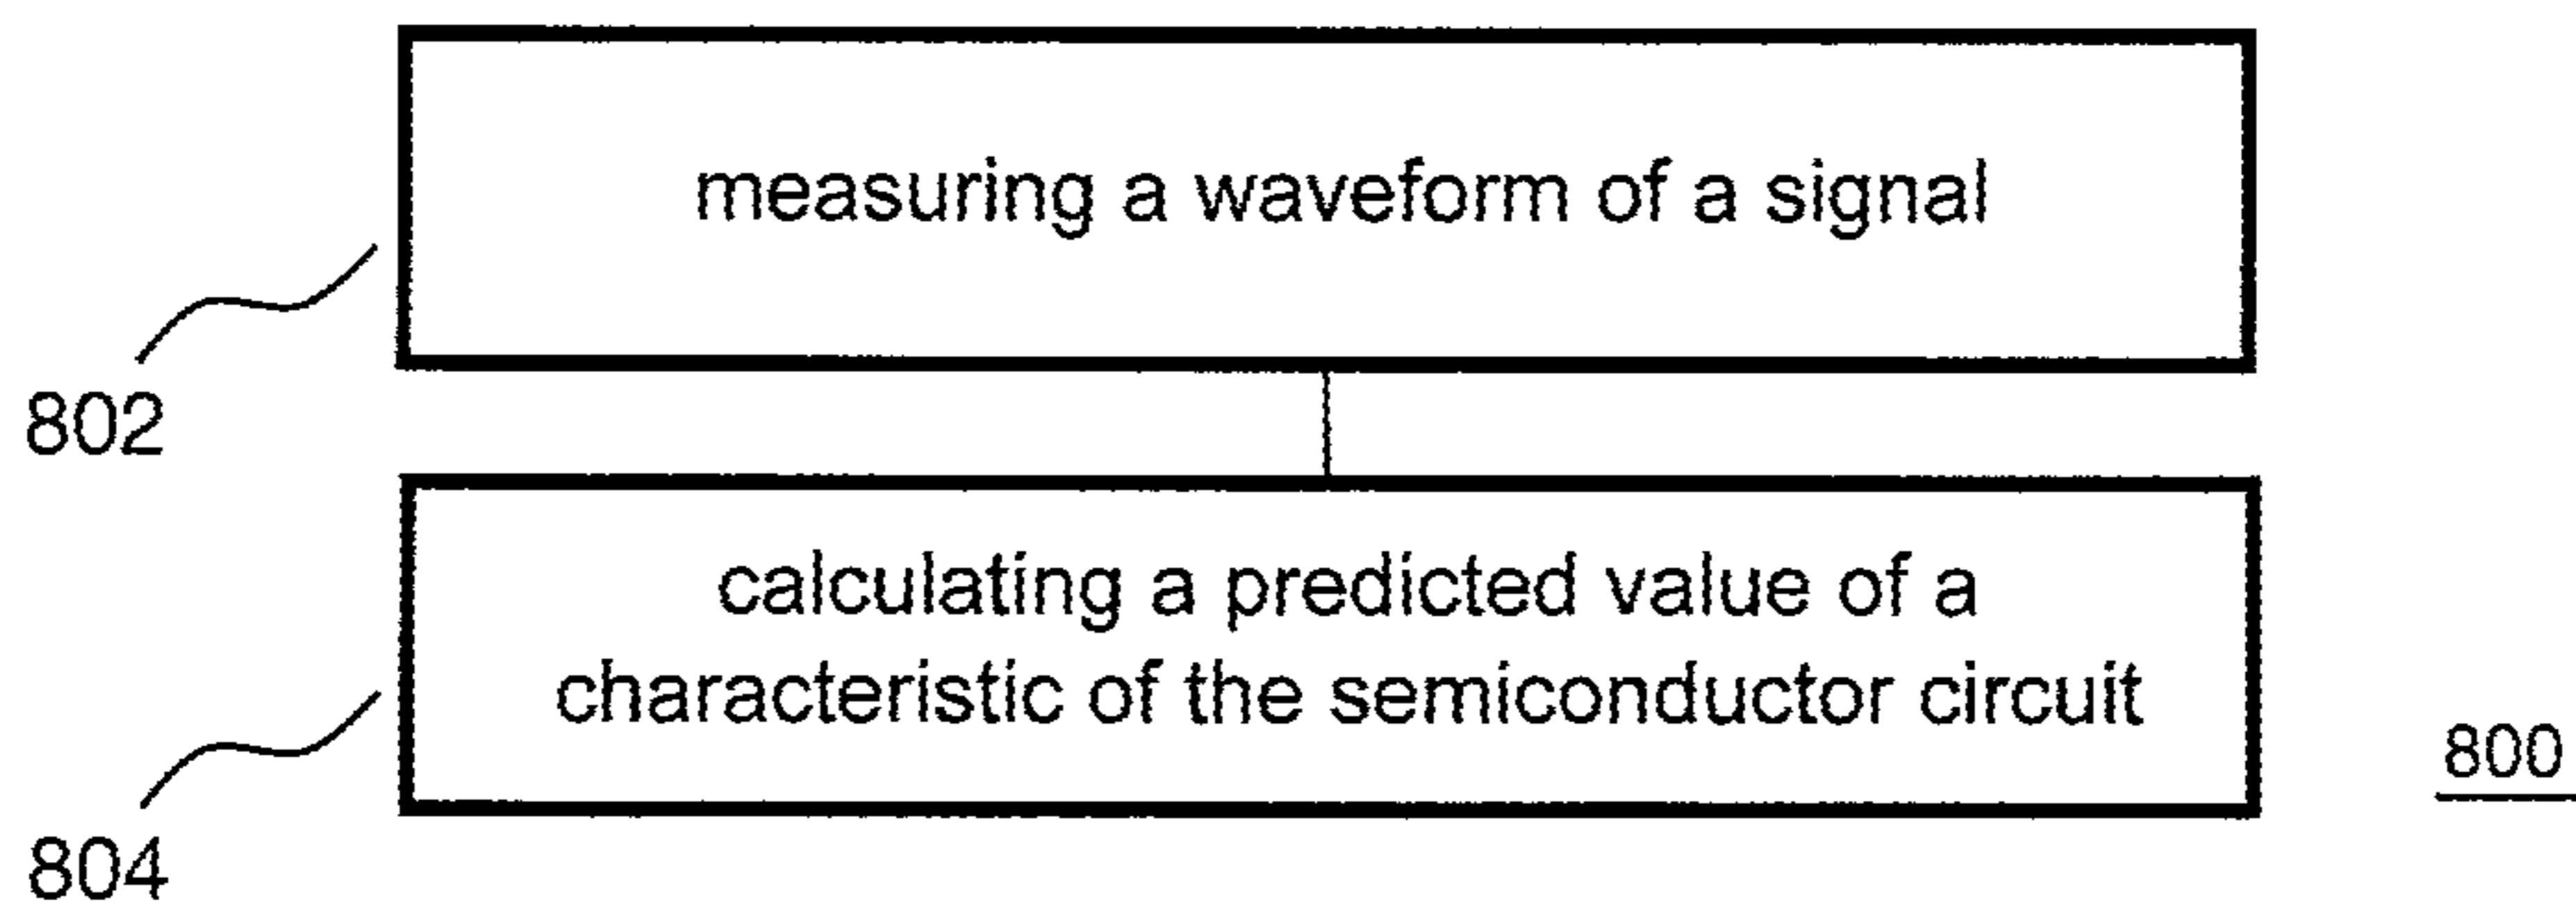 measuring a waveform of a signal
802
calculating a predicted value of a
characteristic of the semiconductor circuit
800
804